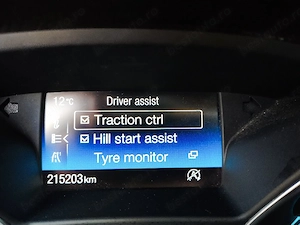 12°C Driver assist
Traction ctrl
Hill start assist
Tyre monitor
215203km